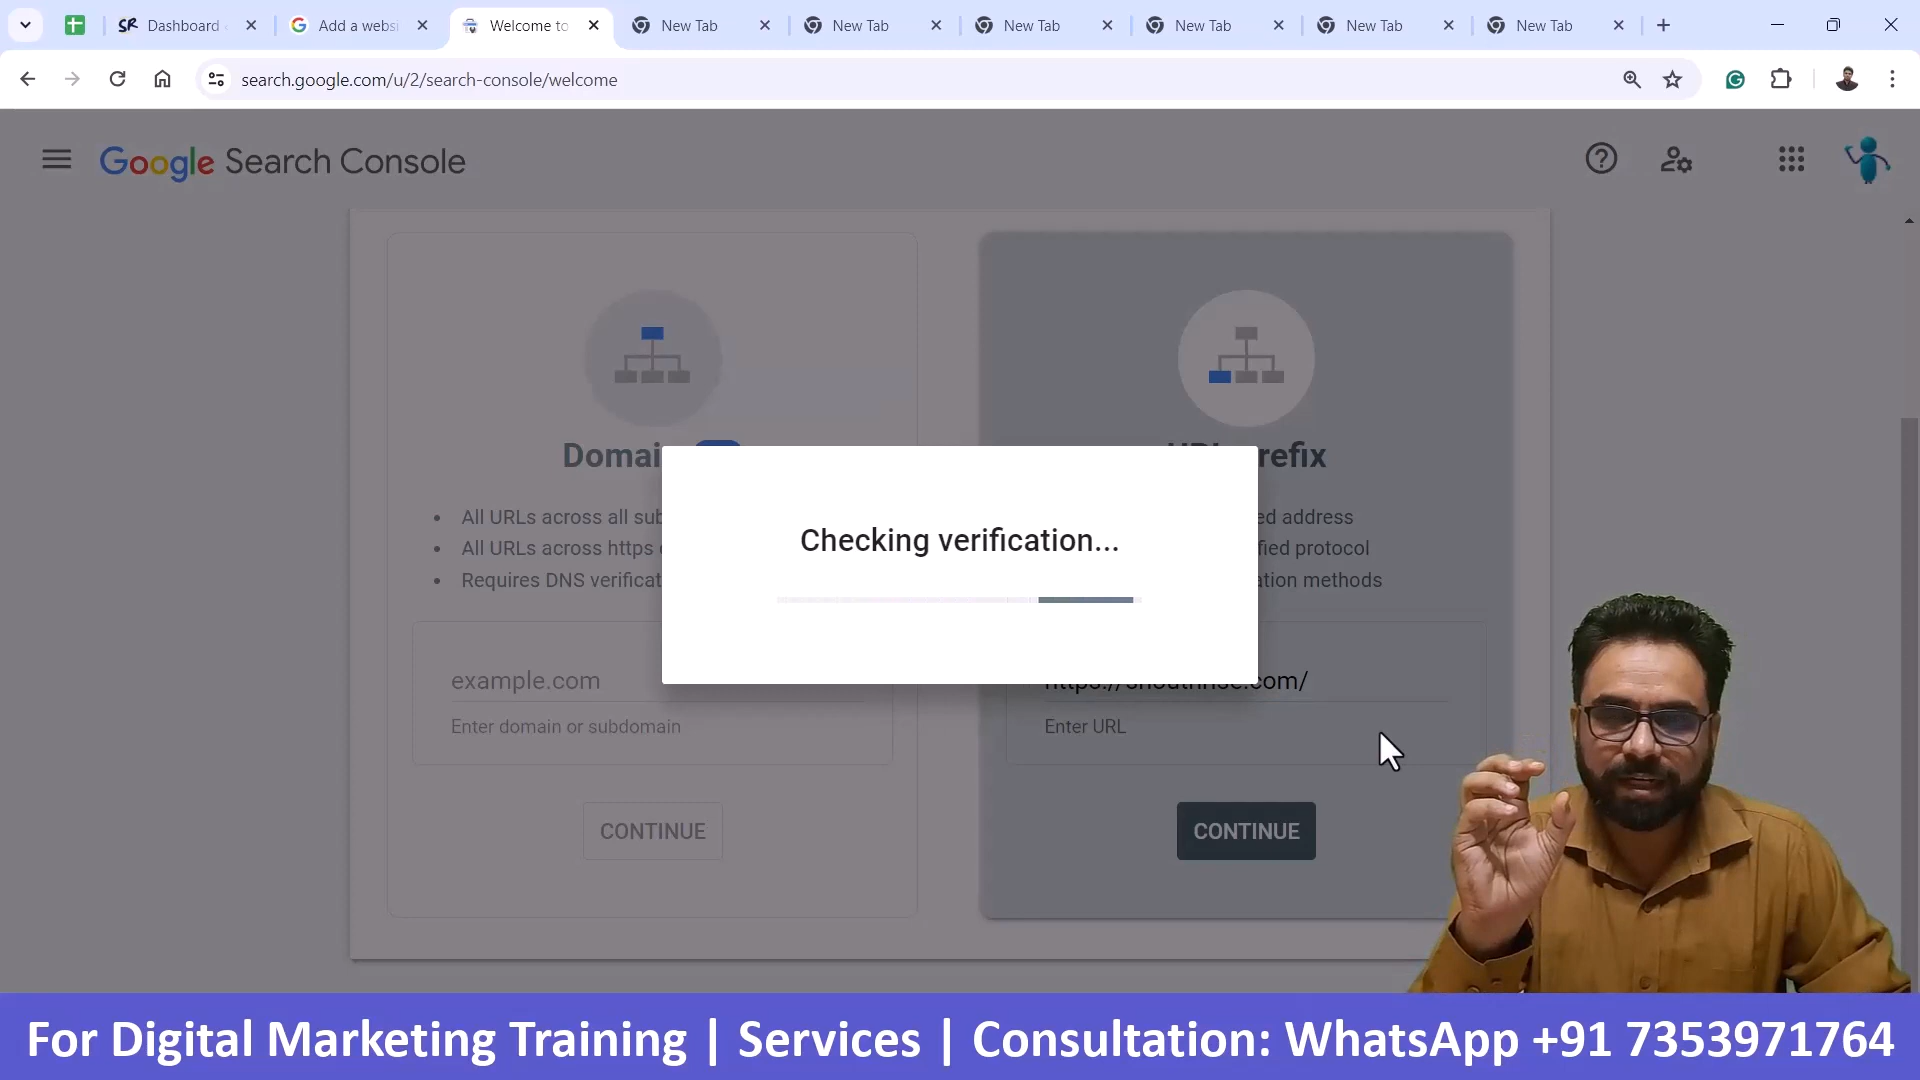 SR Dashboard
Add a websi
Welcome to
New Tab
New Tab
New Tab
New Tab
New Tab
New Tab
search.google.com/u/2/search-console/welcome
Google Search Console
Domai
refix
All URLs across all sub
All URLs across https
Requires DNS verificat
ed address
fied protocol
ation methods
Checking verification...
example.com
Enter domain or subdomain
https://shoutnrise.com/
Enter URL
CONTINUE
CONTINUE
For Digital Marketing Training | Services | Consultation: WhatsApp +91 7353971764